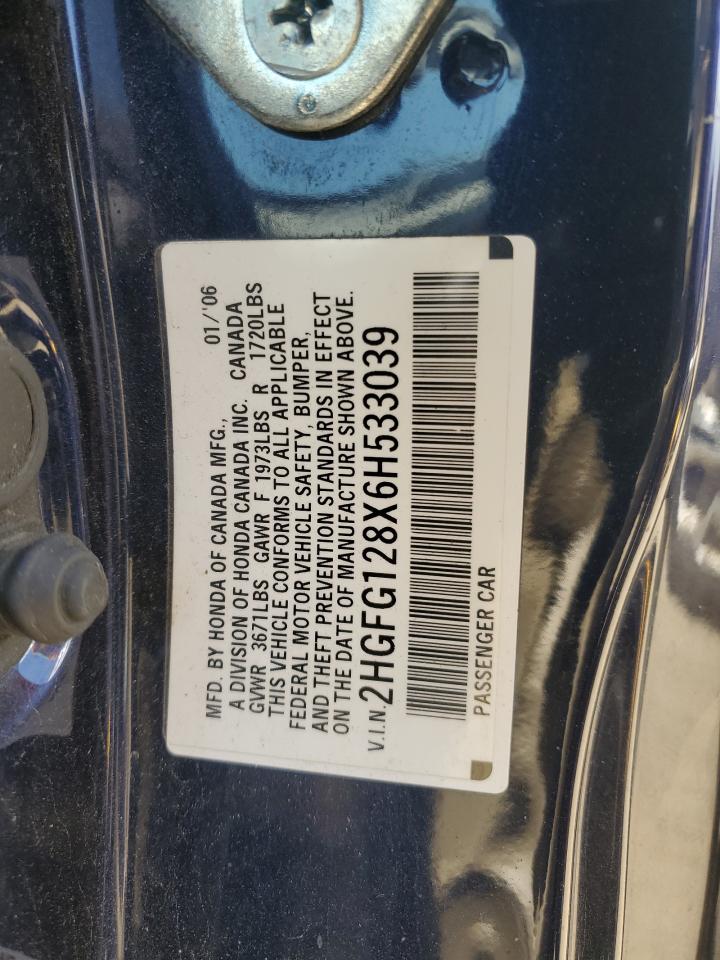 MFD. BY HONDA OF CANADA MFG., 01/'06
A DIVISION OF HONDA CANADA INC. CANADA
GVWR 3671LBS GAWR F 1973LBS R 1720LBS
THIS VEHICLE CONFORMS TO ALL APPLICABLE
FEDERAL MOTOR VEHICLE SAFETY, BUMPER,
AND THEFT PREVENTION STANDARDS IN EFFECT
ON THE DATE OF MANUFACTURE SHOWN ABOVE.
V.I.N. 2HGFG128X6H533039
PASSENGER CAR